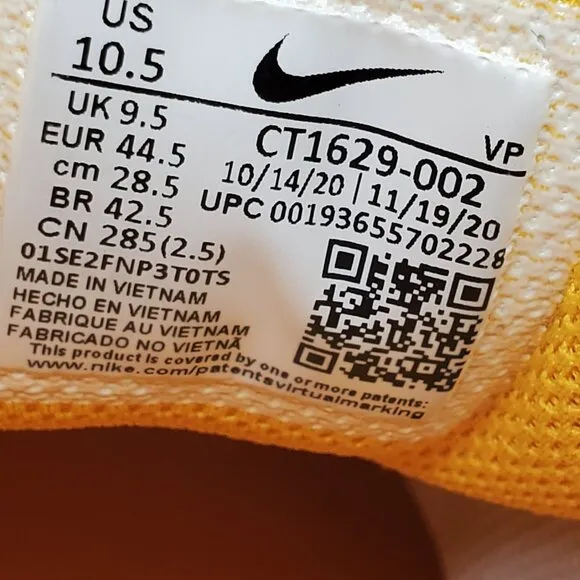 US
10.5
UK 9.5
EUR 44.5
cm 28.5
BR 42.5
CN 285(2.5)
01SE2FNP3T0TS
MADE IN VIETNAM
HECHO EN VIETNAM
FABRIQUE AU VIETNAM
FABRICADO NO VIETNÃ
This product is covered by one or more patents:
www.nike.com/patentsvirtualmarking
VP
CT1629-002
10/14/20 | 11/19/20
UPC 00193655702228